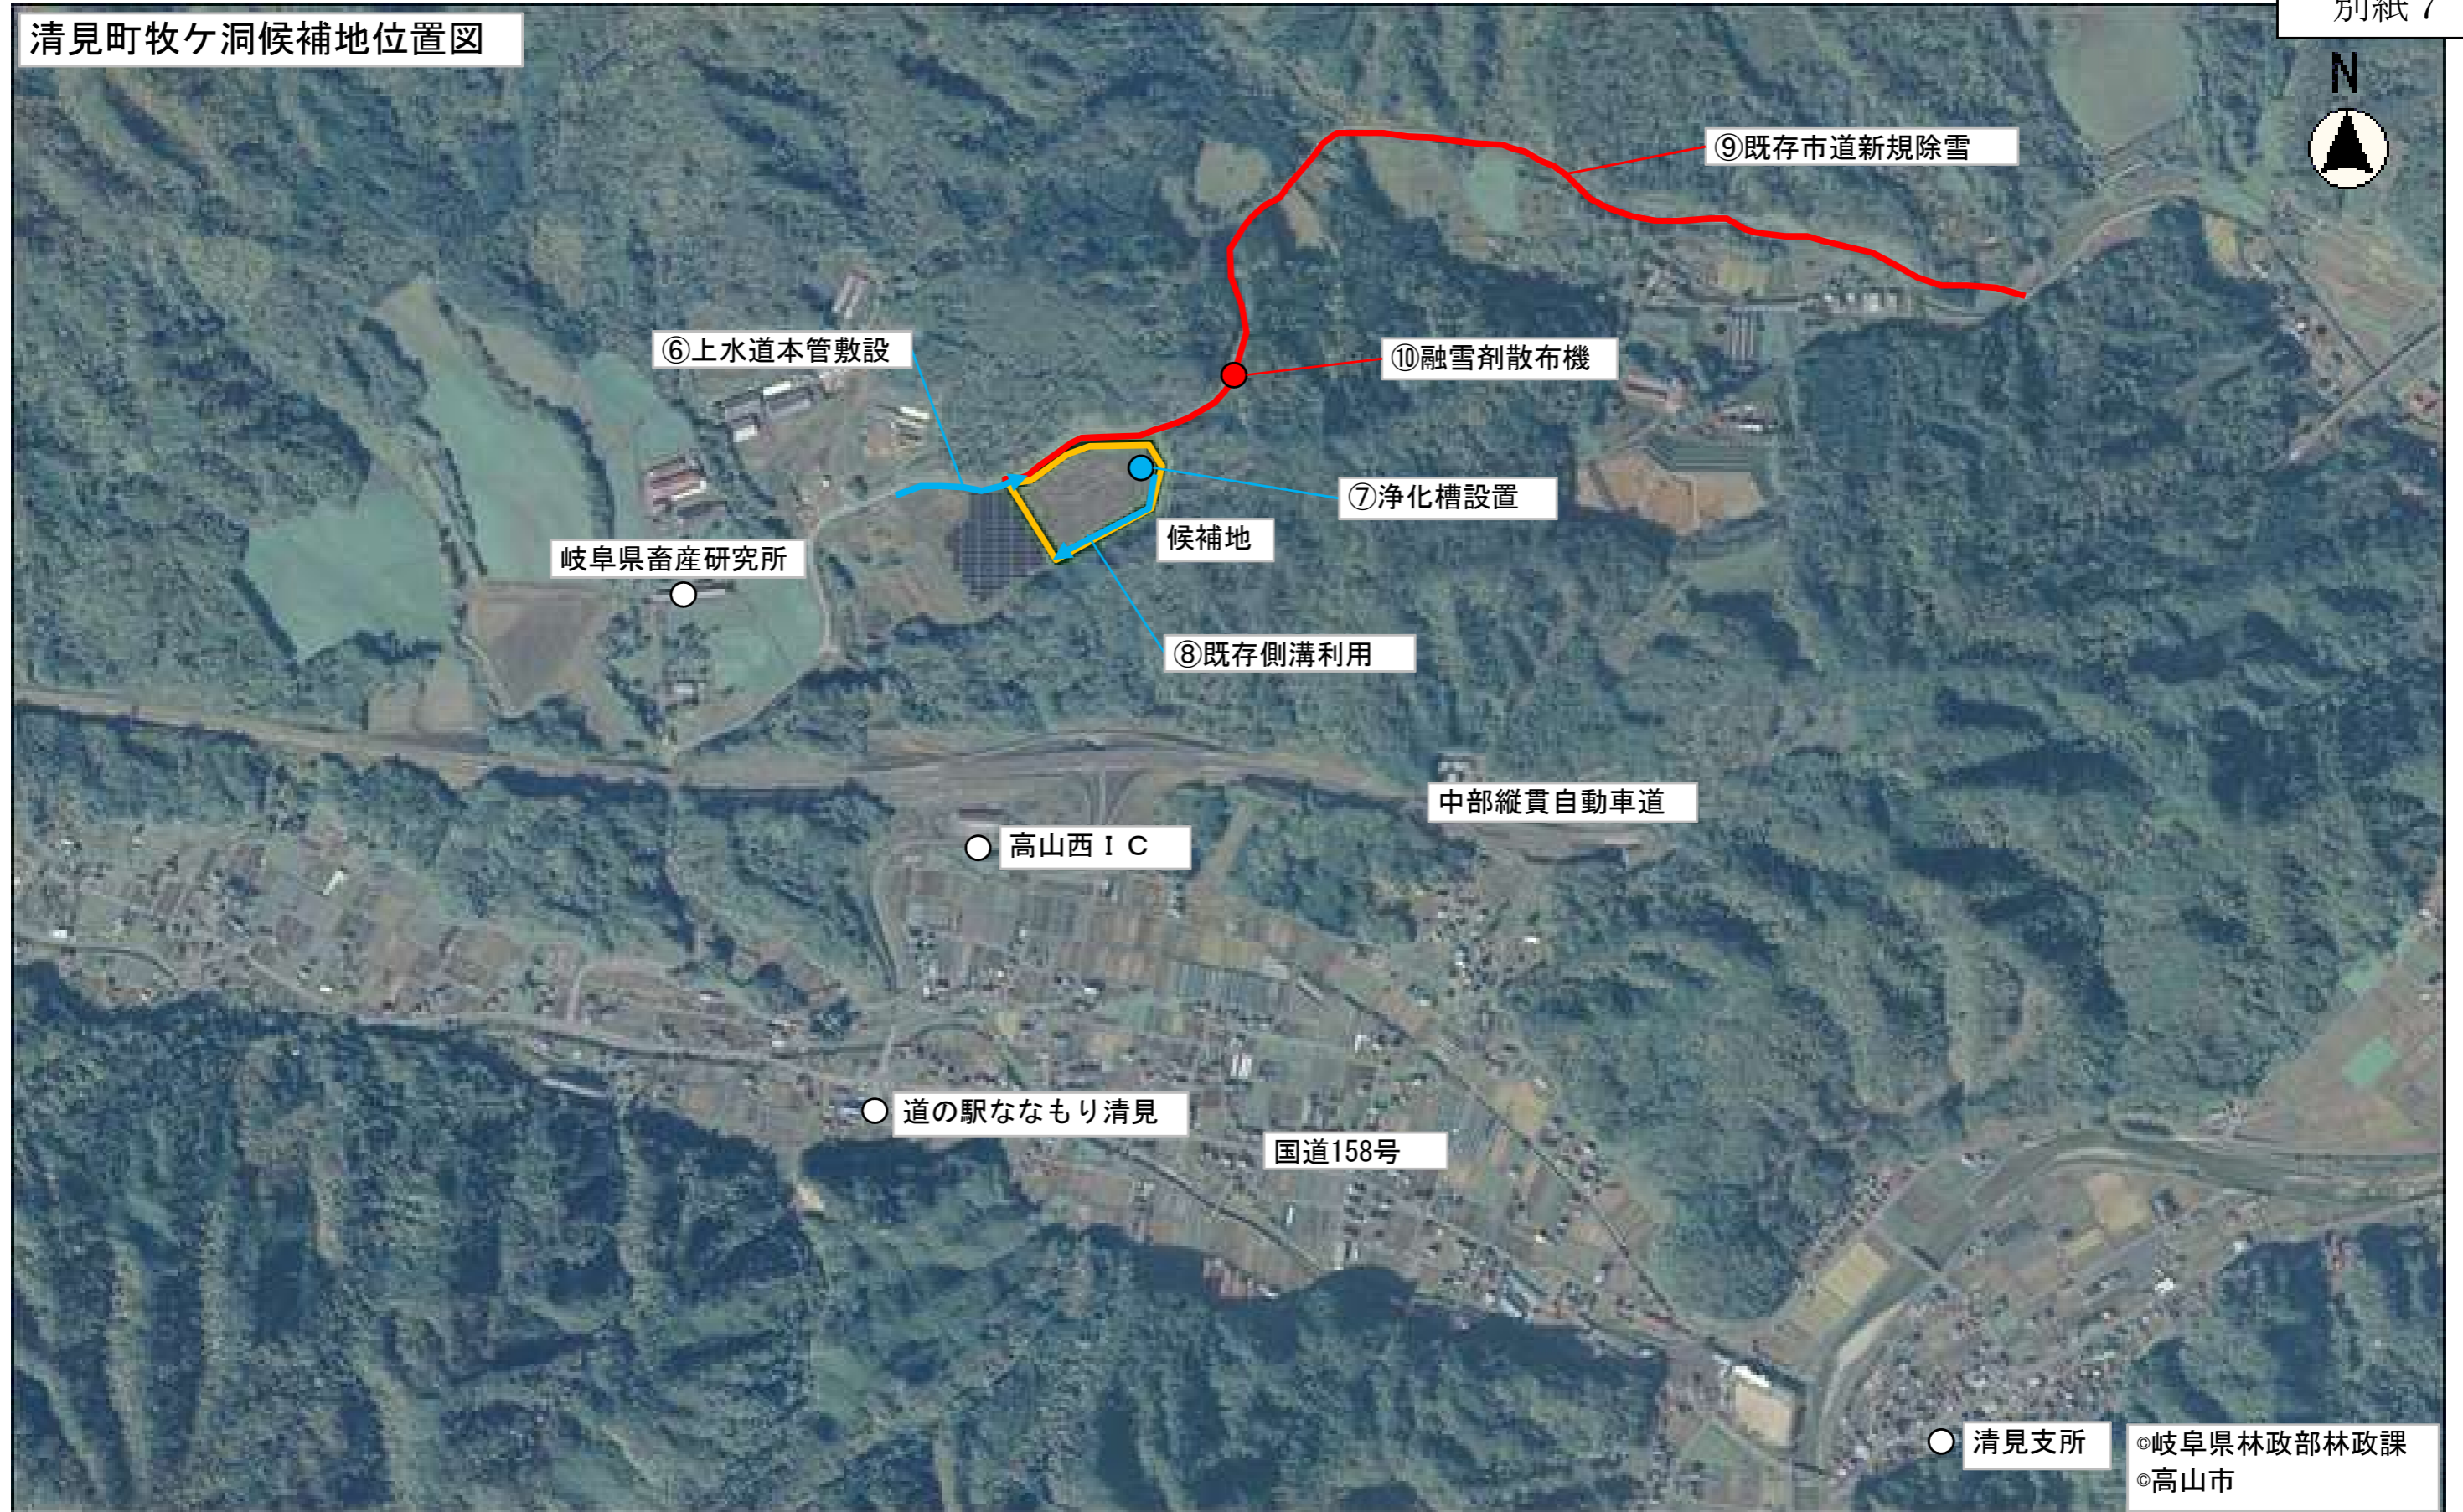 別紙７
清見町牧ケ洞候補地位置図
N
⑨既存市道新規除雪
⑥上水道本管敷設
⑩融雪剤散布機
⑦浄化槽設置
候補地
岐阜県畜産研究所
⑧既存側溝利用
中部縦貫自動車道
高山西ＩＣ
道の駅ななもり清見
国道158号
清見支所
©岐阜県林政部林政課
©高山市